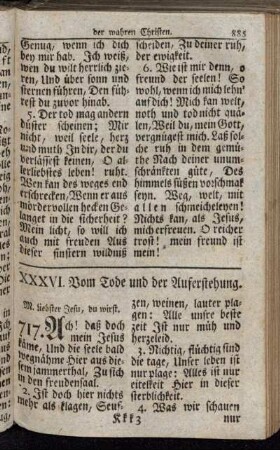 der wahren Christen. 885
Genug, wenn ich dich
bey mir hab. Ich weiß,
wen du wilt herrlich zie-
ren, Und über sonn und
sternen führen, Den füh-
rest du zuvor hinab.
5. Der tod mag andern
düster scheinen; Mir
nicht, weil seele, herz
und muth In dir, der du
verlässest keinen, O al-
lerliebstes leben! ruht.
Wen kan des weges end
erschrecken, Wenn er aus
mördervollen hecken Ge-
langet in die sicherheit?
Mein licht, so will ich
auch mit freuden Aus
dieser finstern wildniß
scheiden, Zu deiner ruh,
der ewigkeit.
6. Wie ist mir denn, o
freund der seelen! So
wohl, wenn ich mich lehn'
auf dich! Mich kan welt,
noth und tod nicht quä-
len, Weil du, mein Gott,
vergnügest mich. Laß sol-
che ruh in dem gemü-
the Nach deiner unum-
schränkten güte, Des
himmels süssen vorschmak
seyn. Weg, welt, mit
allen schmeicheleyen!
Nichts kan, als Jesus,
mich erfreuen. O reicher
trost! mein freund ist
mein!
XXXVI. Vom Tode und der Auferstehung.
M. liebster Jesu, du wirst.
717. Ach! daß doch
mein Jesus
käme, Und die seele bald
wegnähme Hier aus die-
sem jammerthal, Zu sich
in den freudensaal.
2. Ist doch hier nichts
mehr als klagen, Seuf-
zen, weinen, lauter pla-
gen: Alle unsre beste
zeit Ist nur müh und
herzeleid.
3. Nichtig, flüchtig sind
die tage, Unser leben ist
nur plage: Alles ist nur
eitelkeit Hier in dieser
sterblichkeit.
4. Was wir schauen
Kkk 3 nur